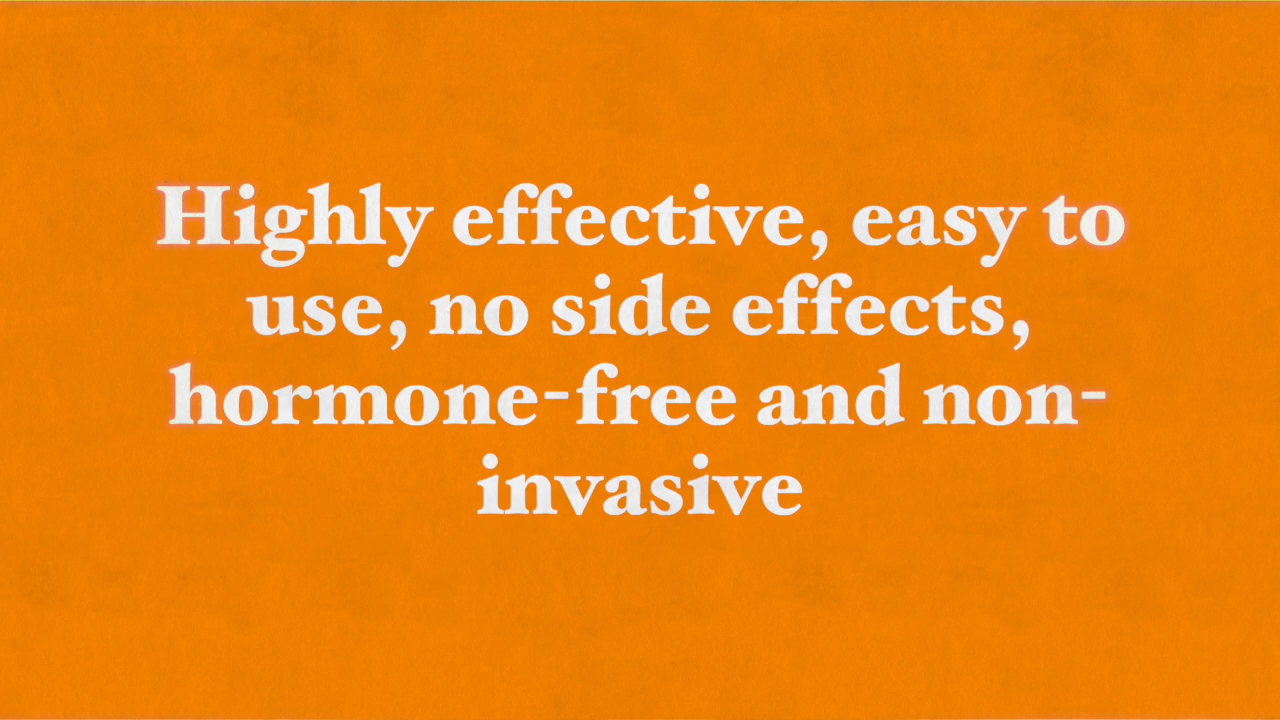 Highly effective, easy to
use, no side effects,
hormone-free and non-
invasive